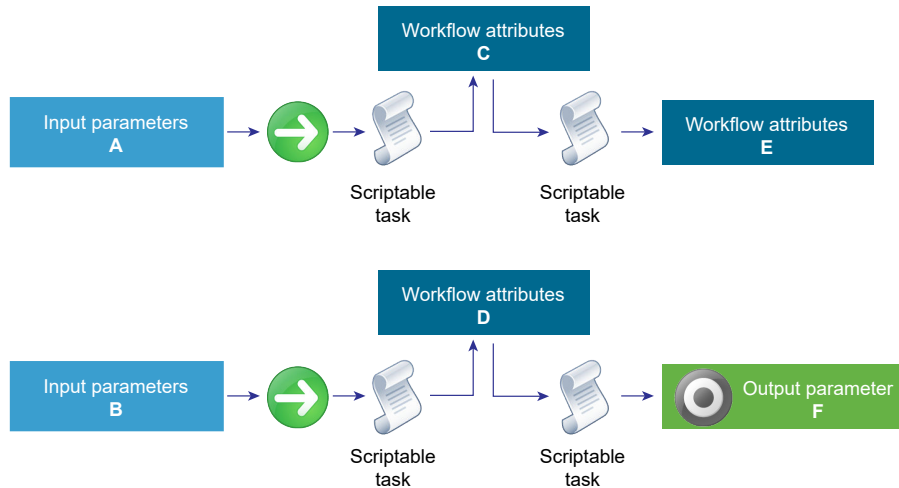 Workflow attributes
C
Input parameters
A
Workflow attributes
E
Scriptable
task
Scriptable
task
Workflow attributes
D
Input parameters
B
Output parameter
F
Scriptable
task
Scriptable
task